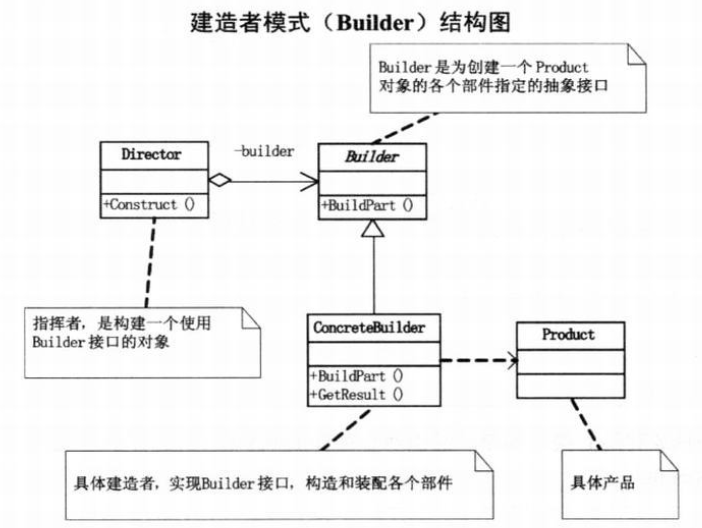 建造者模式（Builder）结构图
Builder是为创建一个Product
对象的各个部件指定的抽象接口
Director
-builder
Builder
+Construct()
+BuildPart()
指挥者，是构建一个使用
Builder接口的对象
ConcreteBuilder
Product
+BuildPart()
+GetResult()
具体建造者，实现Builder接口，构造和装配各个部件
具体产品